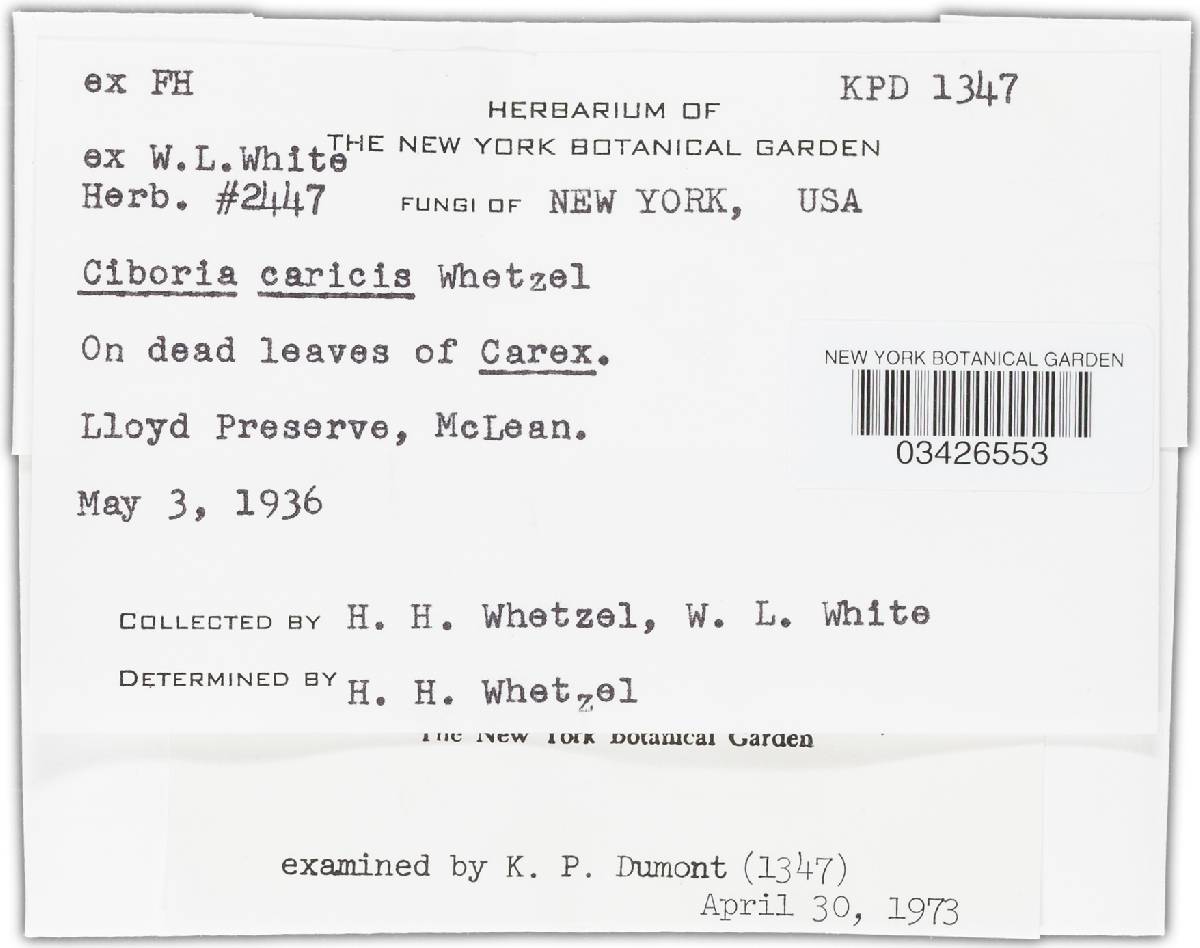 ex FH
KPD 1347
HERBARIUM OF
THE NEW YORK BOTANICAL GARDEN
ex W.L.White
Herb. #2447
FUNGI OF NEW YORK, USA
Ciboria caricis Whetzel
On dead leaves of Carex.
NEW YORK BOTANICAL GARDEN
03426553
Lloyd Preserve, McLean.
May 3, 1936
COLLECTED BY H. H. Whetzel, W. L. White
DETERMINED BY H. H. Whetzel
The New York Botanical Garden
examined by K. P. Dumont (1347)
April 30, 1973